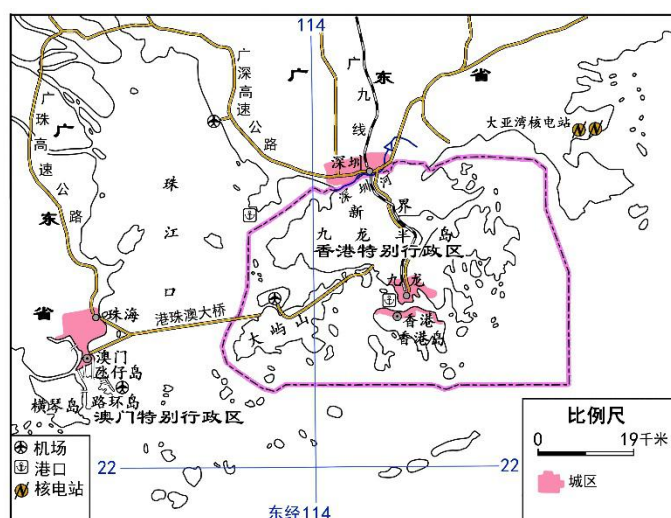 114
广东省
广深高速公路
广九线
广珠高速公路
广东省
大亚湾核电站
深圳
深圳河
珠江口
新界
九龙半岛
香港特别行政区
九龙
港珠澳大桥
珠海
大屿山
香港
香港岛
澳门
氹仔岛
横琴岛
路环岛
澳门特别行政区
22
22
东经114
机场
港口
核电站
比例尺
0 19千米
城区